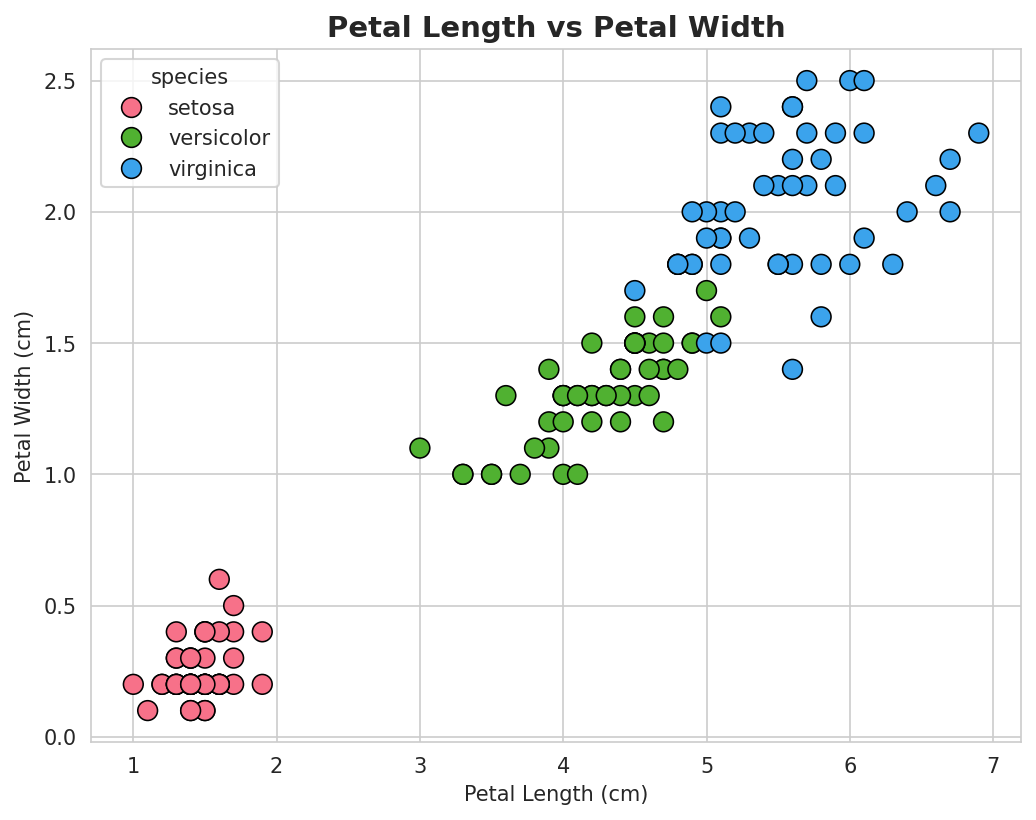 Petal Length vs Petal Width
species
setosa
versicolor
virginica
Petal Width (cm)
2.5
2.0
1.5
1.0
0.5
0.0
1 2 3 4 5 6 7
Petal Length (cm)